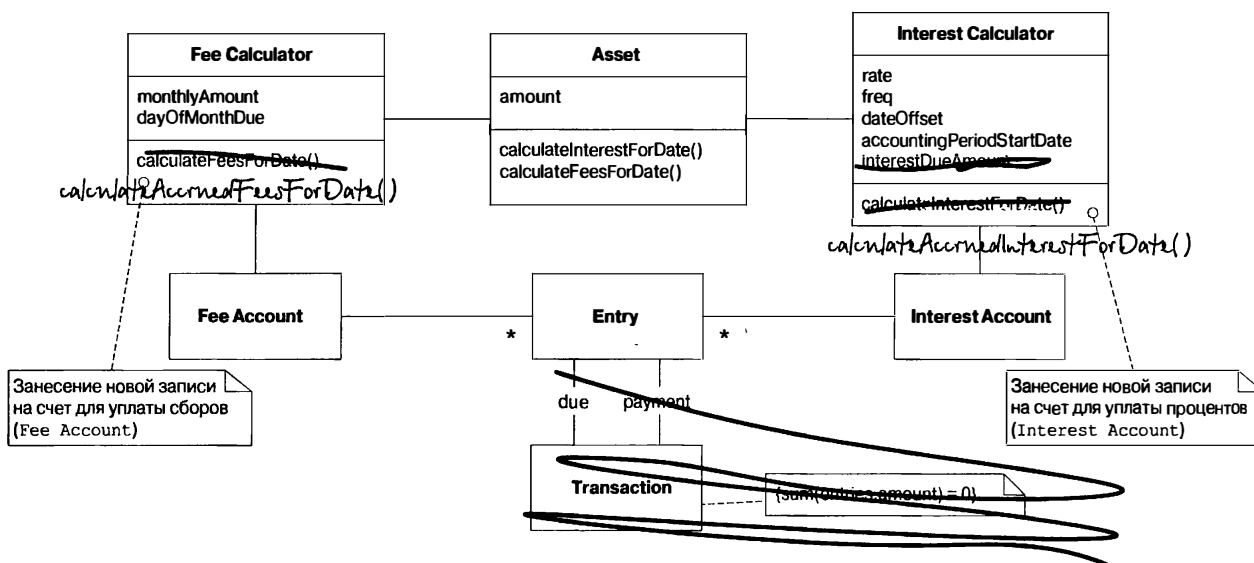 Fee Calculator
monthlyAmount
dayOfMonthDue
calculateFeesForDate()
calculateAccruedFeesForDate()
Asset
amount
calculateInterestForDate()
calculateFeesForDate()
Interest Calculator
rate
freq
dateOffset
accountingPeriodStartDate
interestDueAmount
calculateInterestForDate()
calculateAccruedInterestForDate()
Fee Account
*
Entry
*
Interest Account
Занесение новой записи
на счет для уплаты сборов
(Fee Account)
due
payment
Занесение новой записи
на счет для уплаты процентов
(Interest Account)
Transaction
{sum(entries.amount) = 0}